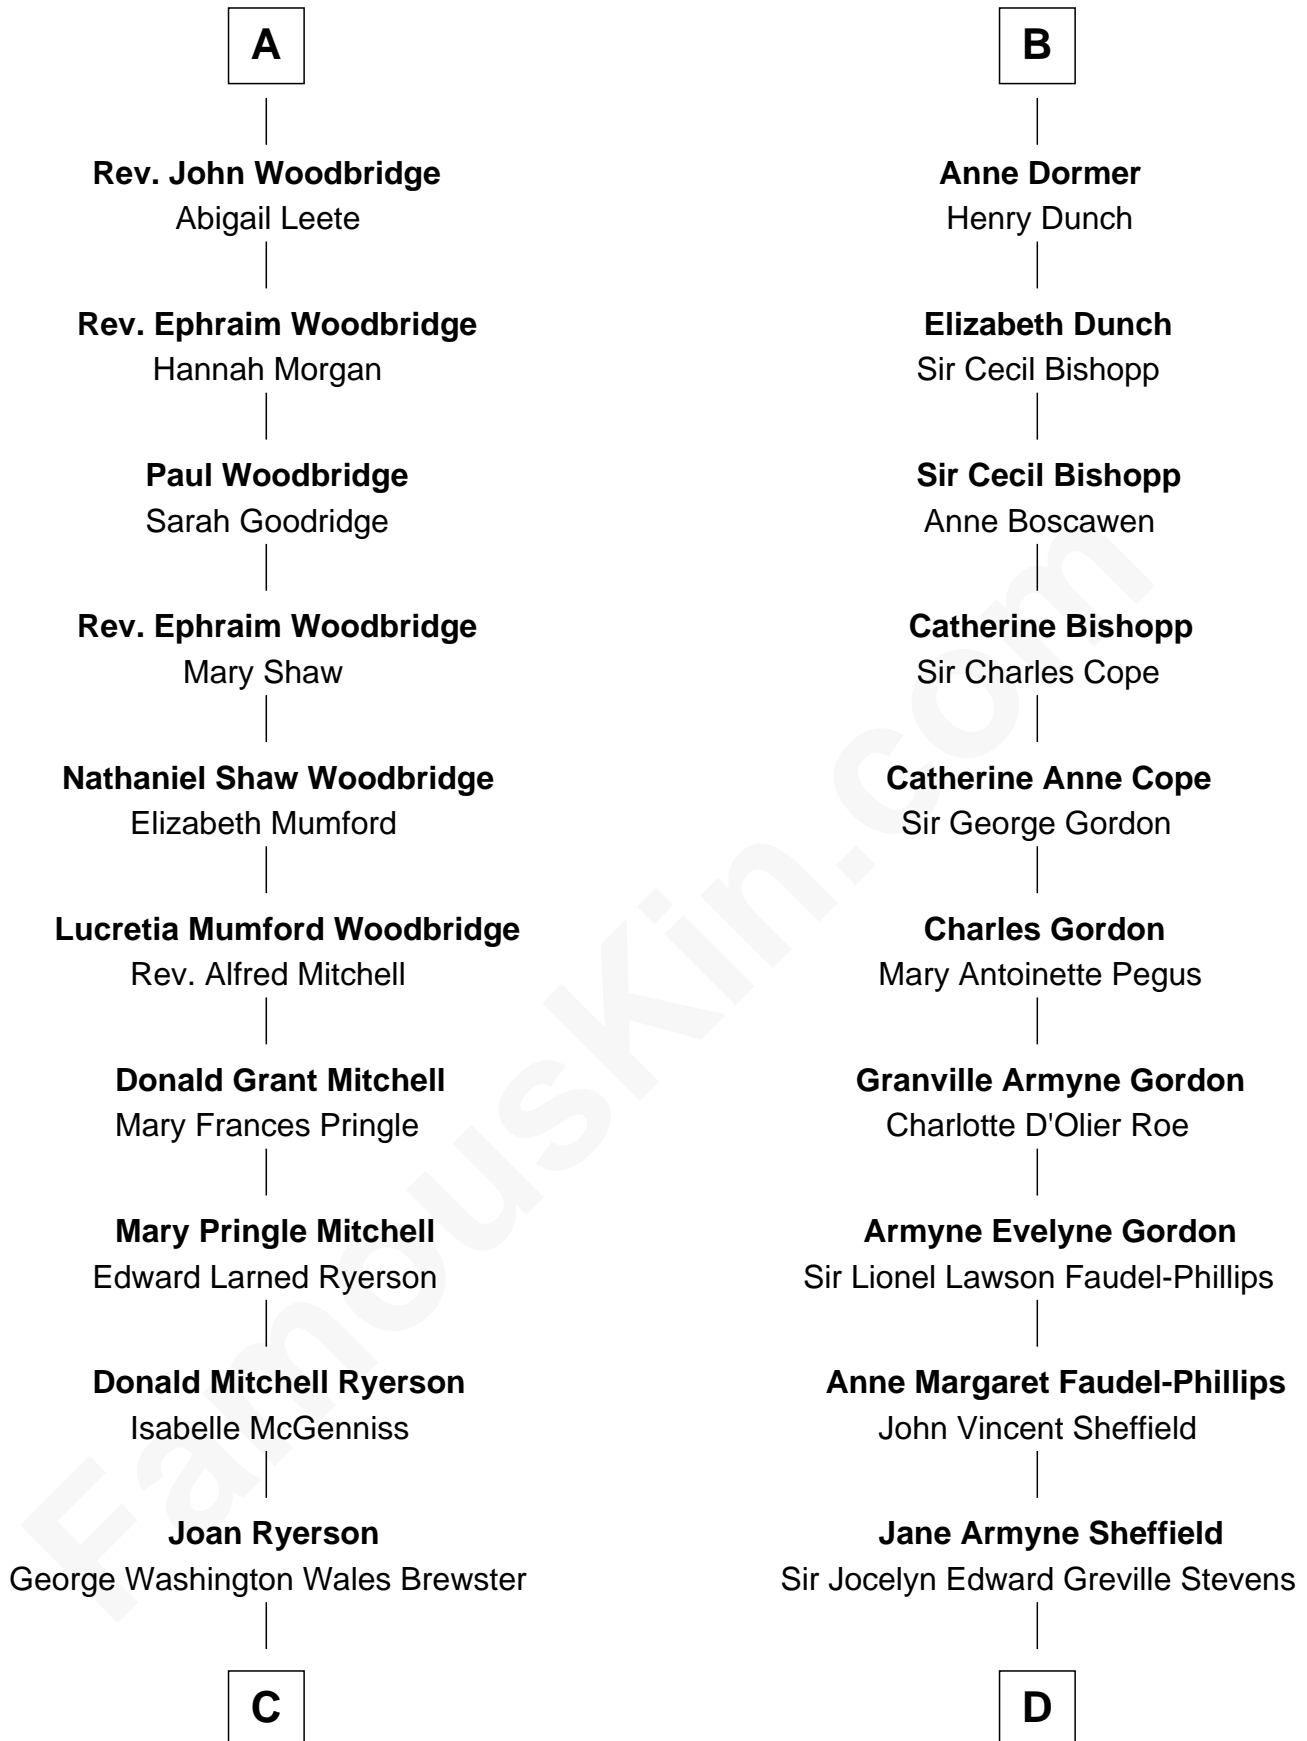 A
Rev. John Woodbridge
Abigail Leete
Rev. Ephraim Woodbridge
Hannah Morgan
Paul Woodbridge
Sarah Goodridge
Rev. Ephraim Woodbridge
Mary Shaw
Nathaniel Shaw Woodbridge
Elizabeth Mumford
Lucretia Mumford Woodbridge
Rev. Alfred Mitchell
Donald Grant Mitchell
Mary Frances Pringle
Mary Pringle Mitchell
Edward Larned Ryerson
Donald Mitchell Ryerson
Isabelle McGenniss
Joan Ryerson
George Washington Wales Brewster
C
B
Anne Dormer
Henry Dunch
Elizabeth Dunch
Sir Cecil Bishopp
Sir Cecil Bishopp
Anne Boscawen
Catherine Bishopp
Sir Charles Cope
Catherine Anne Cope
Sir George Gordon
Charles Gordon
Mary Antoinette Pegus
Granville Armyne Gordon
Charlotte D'Olier Roe
Armyne Evelyne Gordon
Sir Lionel Lawson Faudel-Phillips
Anne Margaret Faudel-Phillips
John Vincent Sheffield
Jane Armyne Sheffield
Sir Jocelyn Edward Greville Stevens
D
FamousKin.com